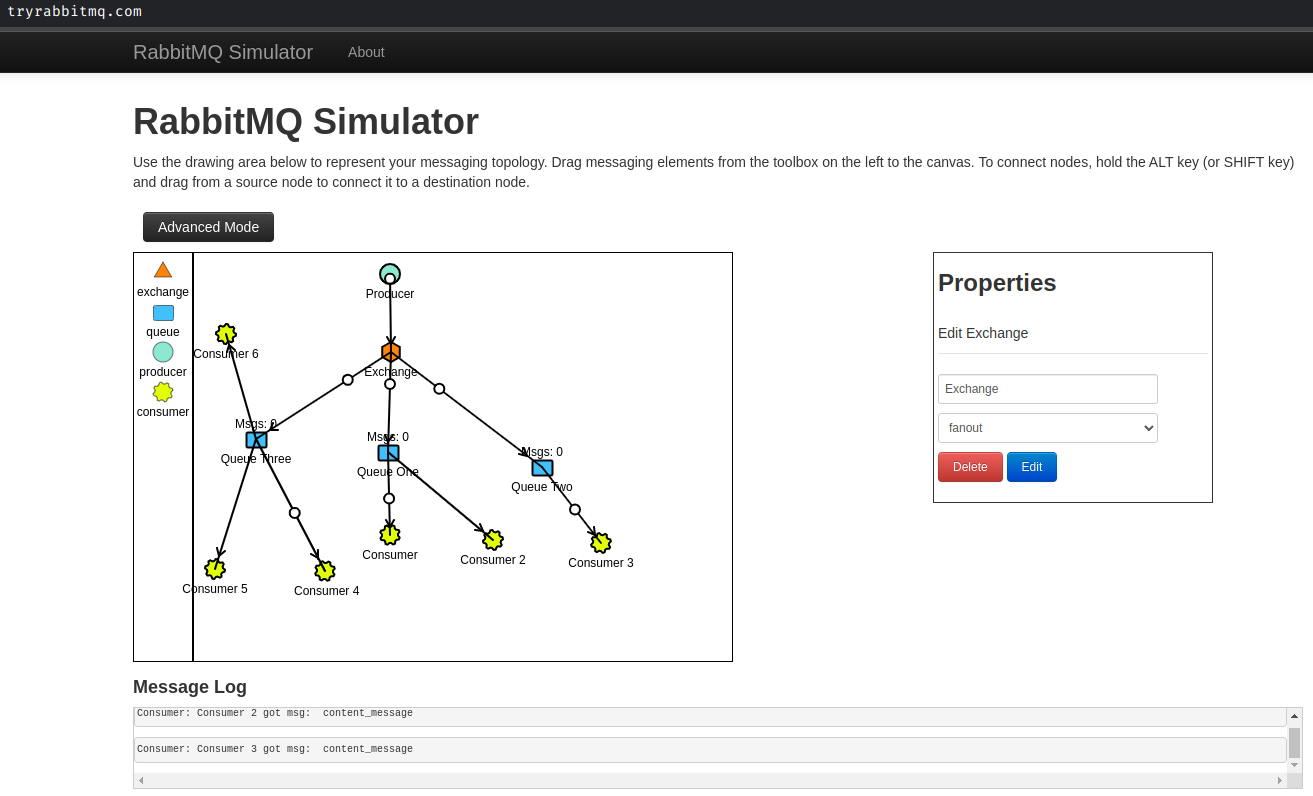 tryrabbitmq.com
RabbitMQ Simulator
About
RabbitMQ Simulator
Use the drawing area below to represent your messaging topology. Drag messaging elements from the toolbox on the left to the canvas. To connect nodes, hold the ALT key (or SHIFT key)
and drag from a source node to connect it to a destination node.
Advanced Mode
exchange
queue
producer
consumer
Producer
Consumer 6
Exchange
Msgs: 0
Queue Three
Msgs: 0
Queue One
Msgs: 0
Queue Two
Consumer
Consumer 2
Consumer 3
Consumer 5
Consumer 4
Properties
Edit Exchange
Exchange
fanout
Delete
Edit
Message Log
Consumer: Consumer 2 got msg:  content_message
Consumer: Consumer 3 got msg:  content_message